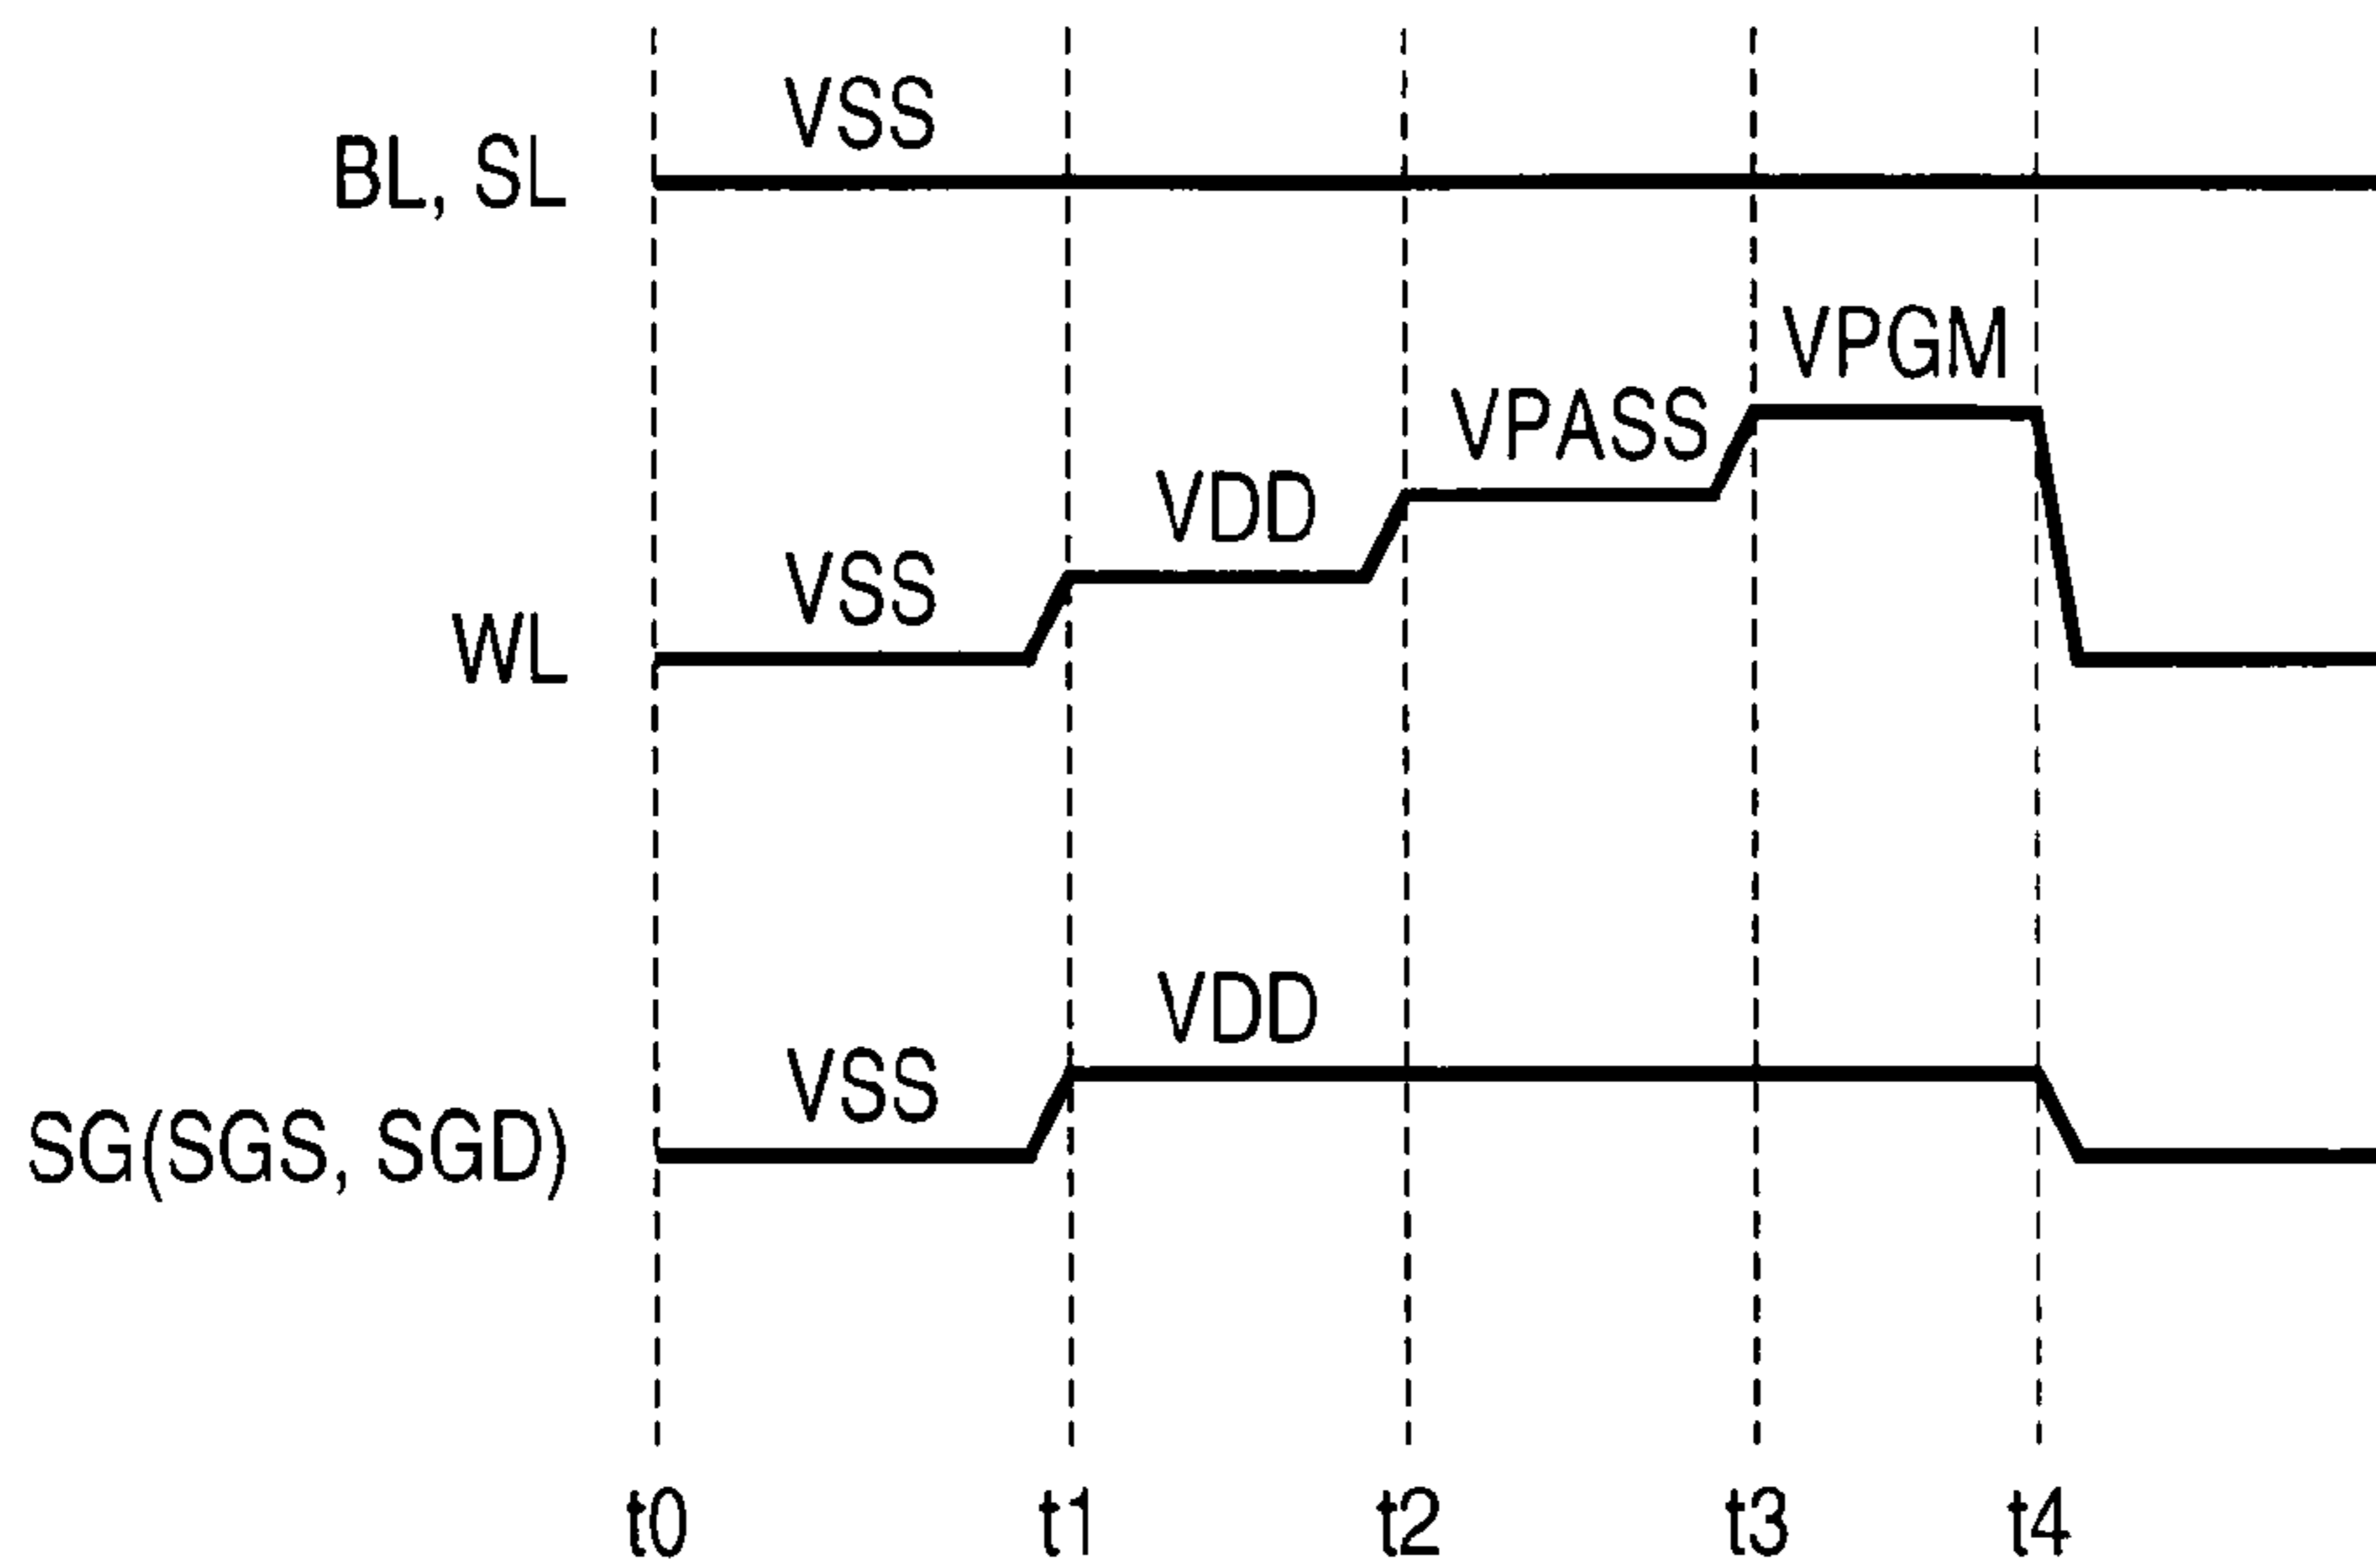 VSS
BL, SL
VPGM
VPASS
VDD
VSS
WL
VDD
VSS
SG(SGS, SGD)
t0 t1 t2 t3 t4